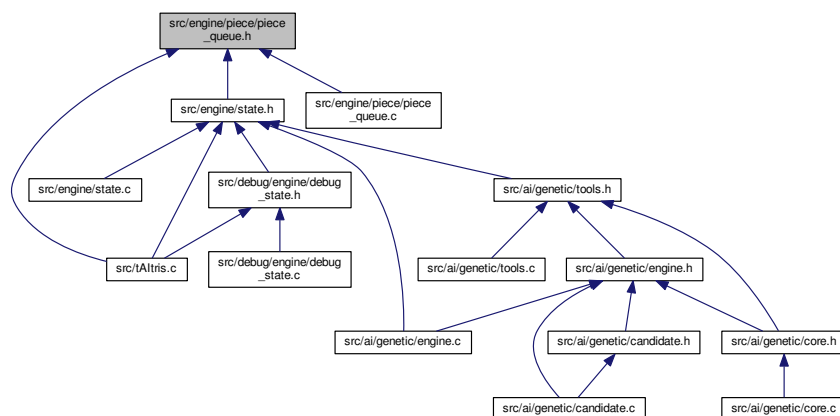 src/engine/piece/piece
_queue.h
src/engine/state.h
src/engine/piece/piece
_queue.c
src/engine/state.c
src/debug/engine/debug
_state.h
src/ai/genetic/tools.h
src/tAItris.c
src/debug/engine/debug
_state.c
src/ai/genetic/tools.c
src/ai/genetic/engine.h
src/ai/genetic/engine.c
src/ai/genetic/candidate.h
src/ai/genetic/core.h
src/ai/genetic/candidate.c
src/ai/genetic/core.c